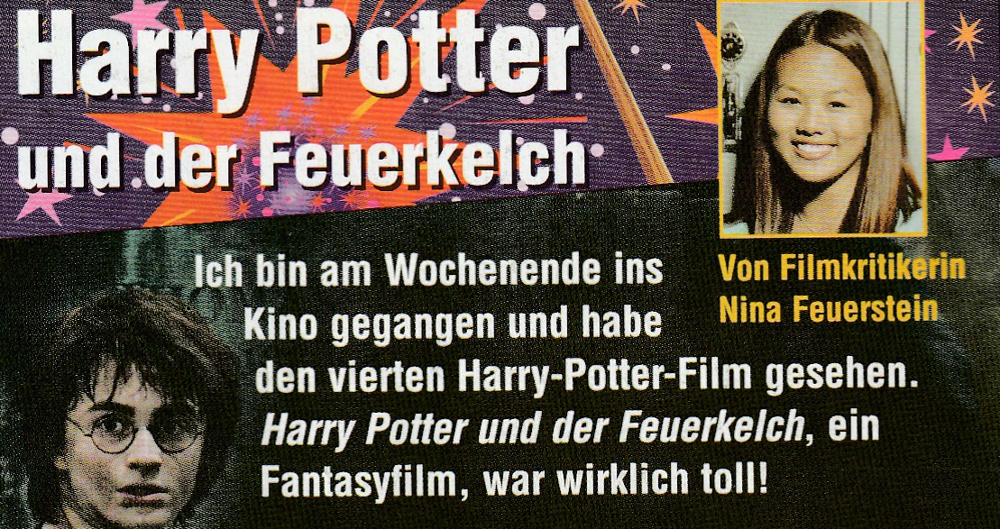 Harry Potter
und der Feuerkelch
Von Filmkritikerin
Nina Feuerstein
Ich bin am Wochenende ins
Kino gegangen und habe
den vierten Harry-Potter-Film gesehen.
Harry Potter und der Feuerkelch, ein
Fantasyfilm, war wirklich toll!